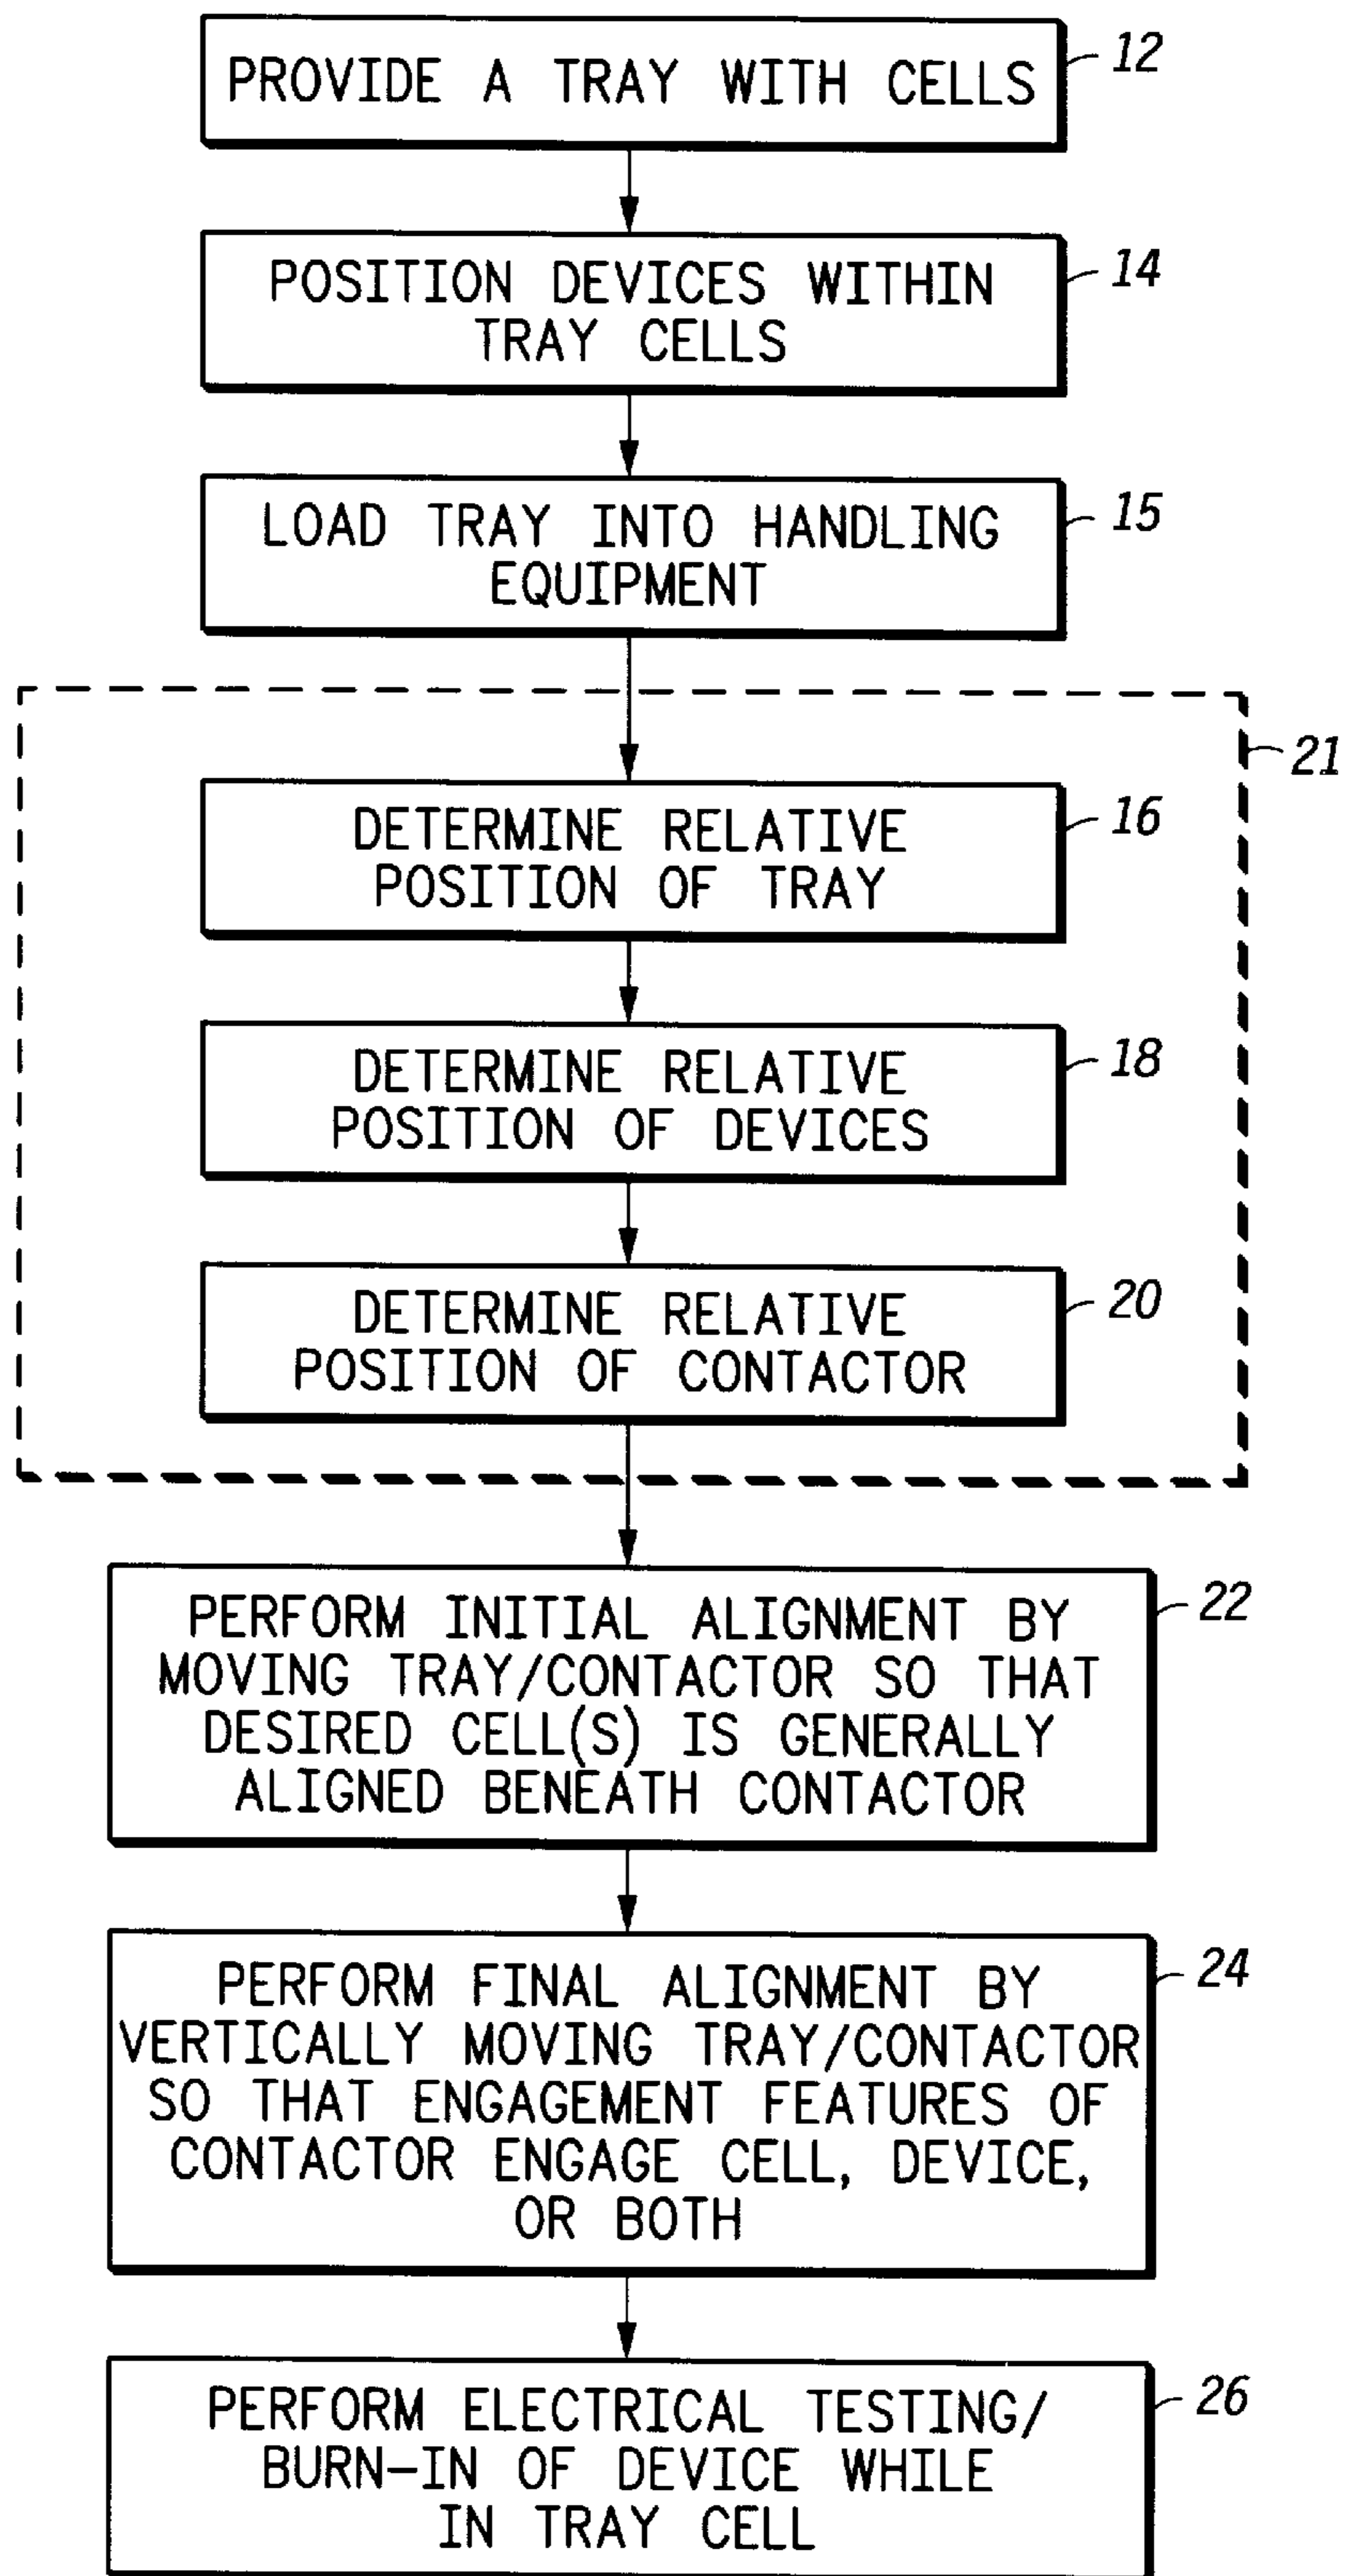 PROVIDE A TRAY WITH CELLS
12
POSITION DEVICES WITHIN
TRAY CELLS
14
LOAD TRAY INTO HANDLING
EQUIPMENT
15
21
DETERMINE RELATIVE
POSITION OF TRAY
16
DETERMINE RELATIVE
POSITION OF DEVICES
18
DETERMINE RELATIVE
POSITION OF CONTACTOR
20
PERFORM INITIAL ALIGNMENT BY
MOVING TRAY/CONTACTOR SO THAT
DESIRED CELL(S) IS GENERALLY
ALIGNED BENEATH CONTACTOR
22
PERFORM FINAL ALIGNMENT BY
VERTICALLY MOVING TRAY/CONTACTOR
SO THAT ENGAGEMENT FEATURES OF
CONTACTOR ENGAGE CELL, DEVICE,
OR BOTH
24
PERFORM ELECTRICAL TESTING/
BURN-IN OF DEVICE WHILE
IN TRAY CELL
26